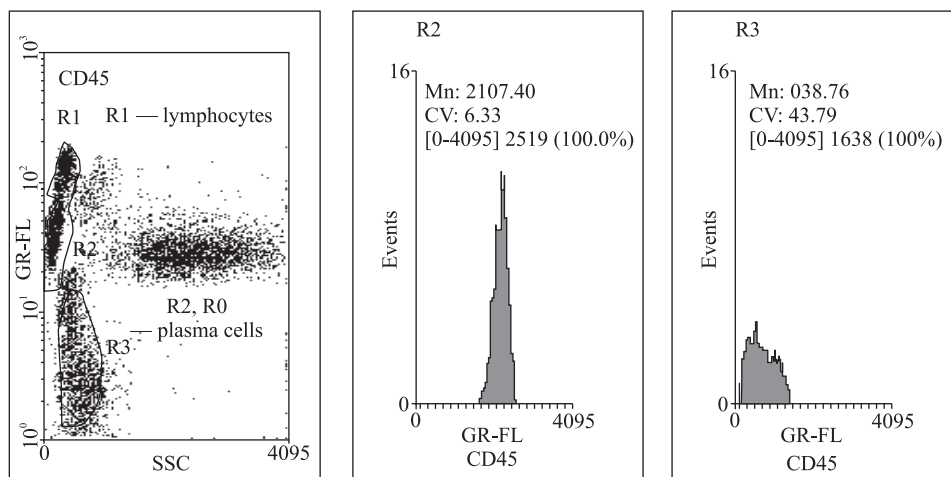 CD45
R1
R1 — lymphocytes
R2
R2, R0
— plasma cells
R3
GR-FL
10³
10²
10¹
10⁰
0
4095
SSC
R2
16
Mn: 2107.40
CV: 6.33
[0-4095] 2519 (100.0%)
Events
0
0
4095
GR-FL
CD45
R3
16
Mn: 038.76
CV: 43.79
[0-4095] 1638 (100%)
Events
0
0
4095
GR-FL
CD45